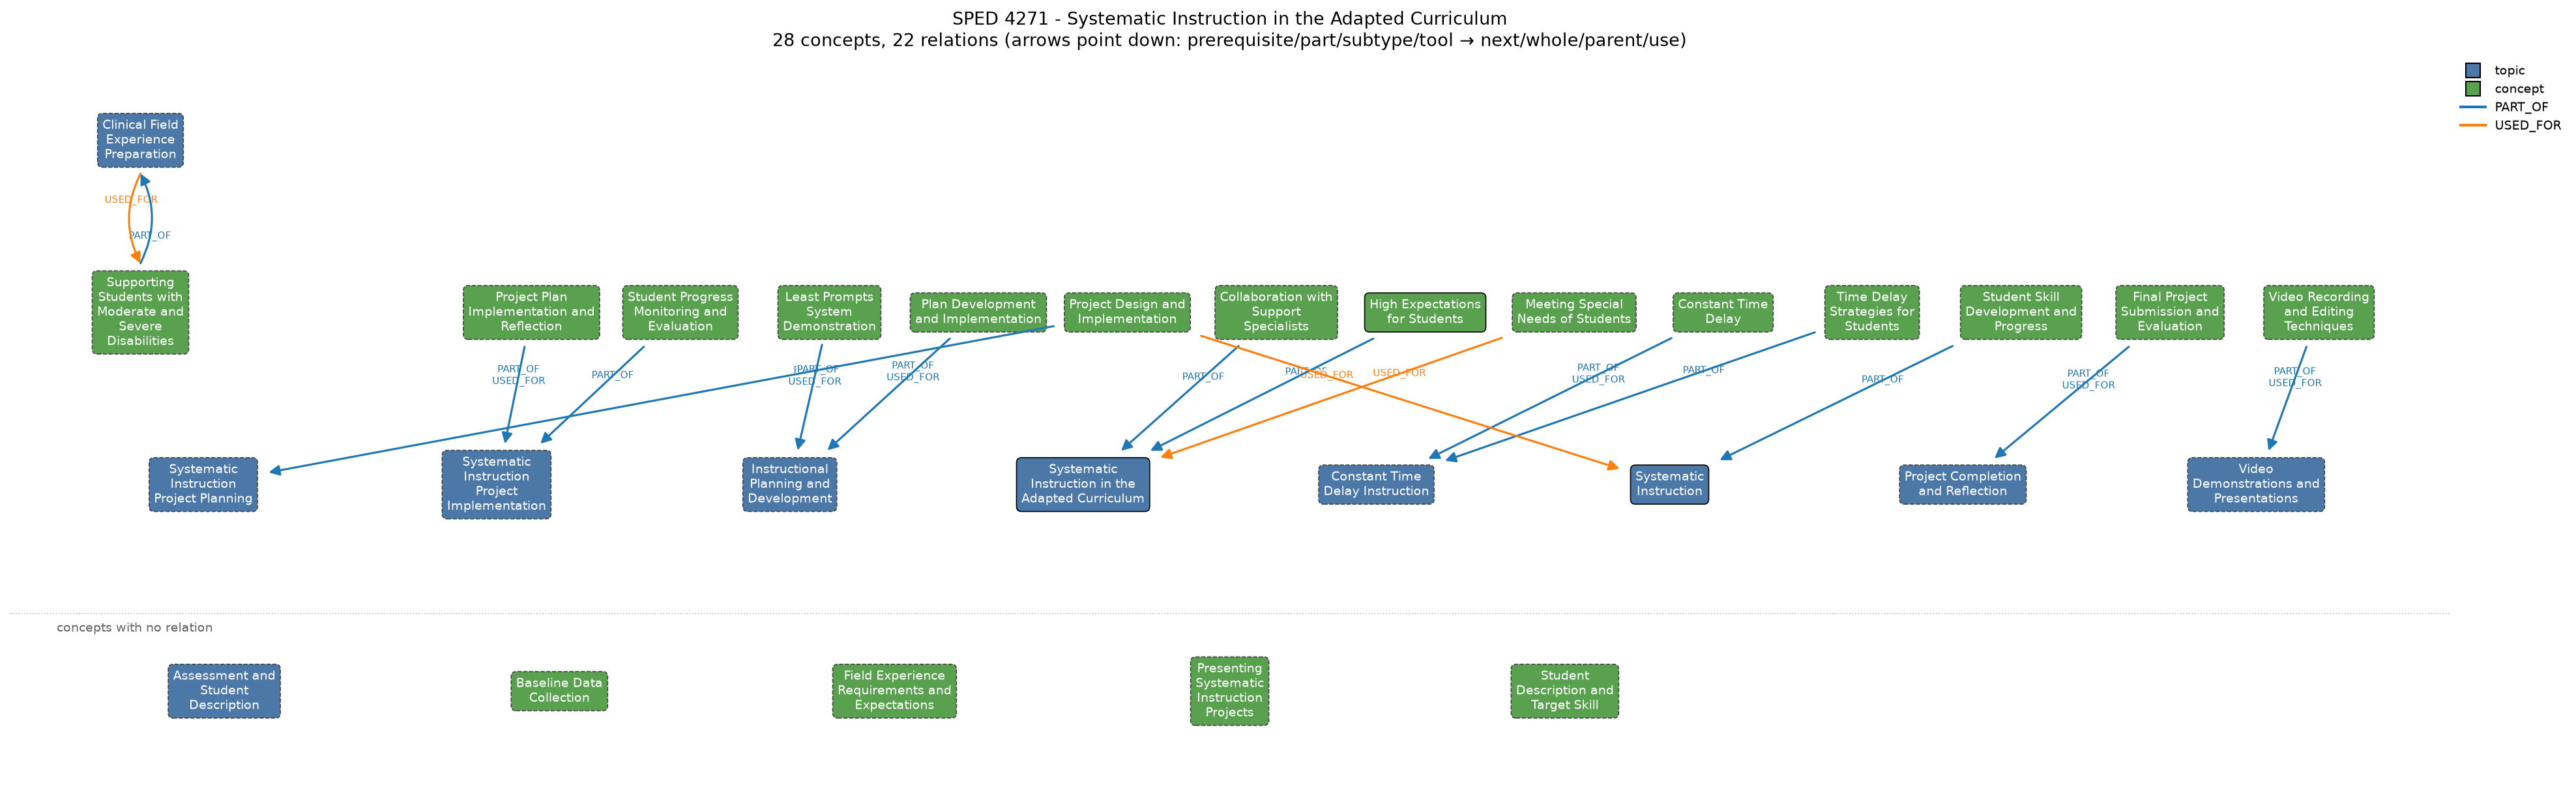 SPED 4271 - Systematic Instruction in the Adapted Curriculum
28 concepts, 22 relations (arrows point down: prerequisite/part/subtype/tool → next/whole/parent/use)
topic
concept
PART_OF
USED_FOR
Clinical Field
Experience
Preparation
USED_FOR
PART_OF
Supporting
Students with
Moderate and
Severe
Disabilities
Project Plan
Implementation and
Reflection
Student Progress
Monitoring and
Evaluation
Least Prompts
System
Demonstration
Plan Development
and Implementation
Project Design and
Implementation
Collaboration with
Support
Specialists
High Expectations
for Students
Meeting Special
Needs of Students
Constant Time
Delay
Time Delay
Strategies for
Students
Student Skill
Development and
Progress
Final Project
Submission and
Evaluation
Video Recording
and Editing
Techniques
PART_OF
USED_FOR
PART_OF
PART_OF
USED_FOR
PART_OF
USED_FOR
PART_OF
USED_FOR
USED_FOR
PART_OF
USED_FOR
PART_OF
PART_OF
PART_OF
USED_FOR
PART_OF
USED_FOR
Systematic
Instruction
Project Planning
Systematic
Instruction
Project
Implementation
Instructional
Planning and
Development
Systematic
Instruction in the
Adapted Curriculum
Constant Time
Delay Instruction
Systematic
Instruction
Project Completion
and Reflection
Video
Demonstrations and
Presentations
concepts with no relation
Assessment and
Student
Description
Baseline Data
Collection
Field Experience
Requirements and
Expectations
Presenting
Systematic
Instruction
Projects
Student
Description and
Target Skill